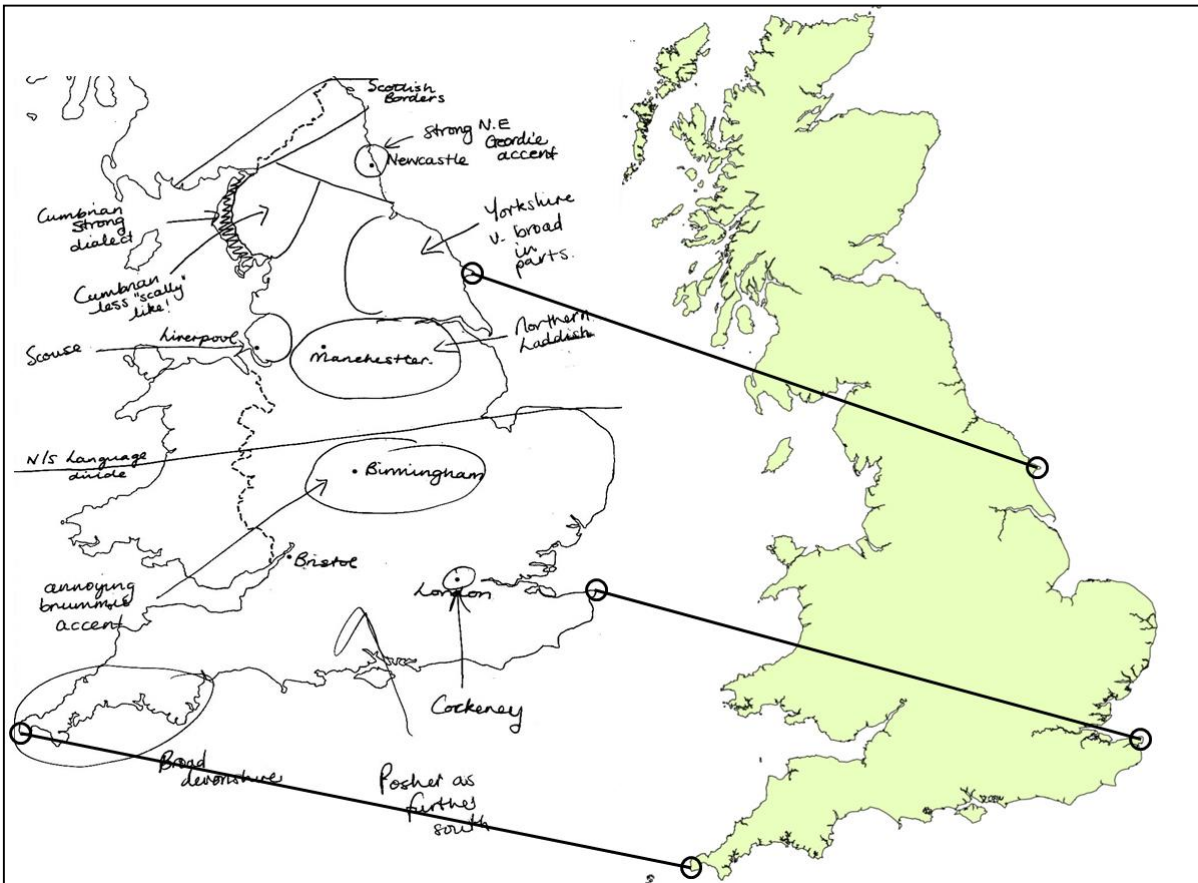 Scottish
Borders
strong N.E
Geordie
accent
Newcastle
Cumbrian
strong
dialect
Yorkshire
v. broad
in
parts.
Cumbrian
less "scally"
like!
Northern
Laddish
Liverpool
Scouse
Manchester.
N/S Language
divide
Birmingham
Bristol
annoying
brummie
accent
London
Cockeney
Broad
devonshire
Posher as
further
south